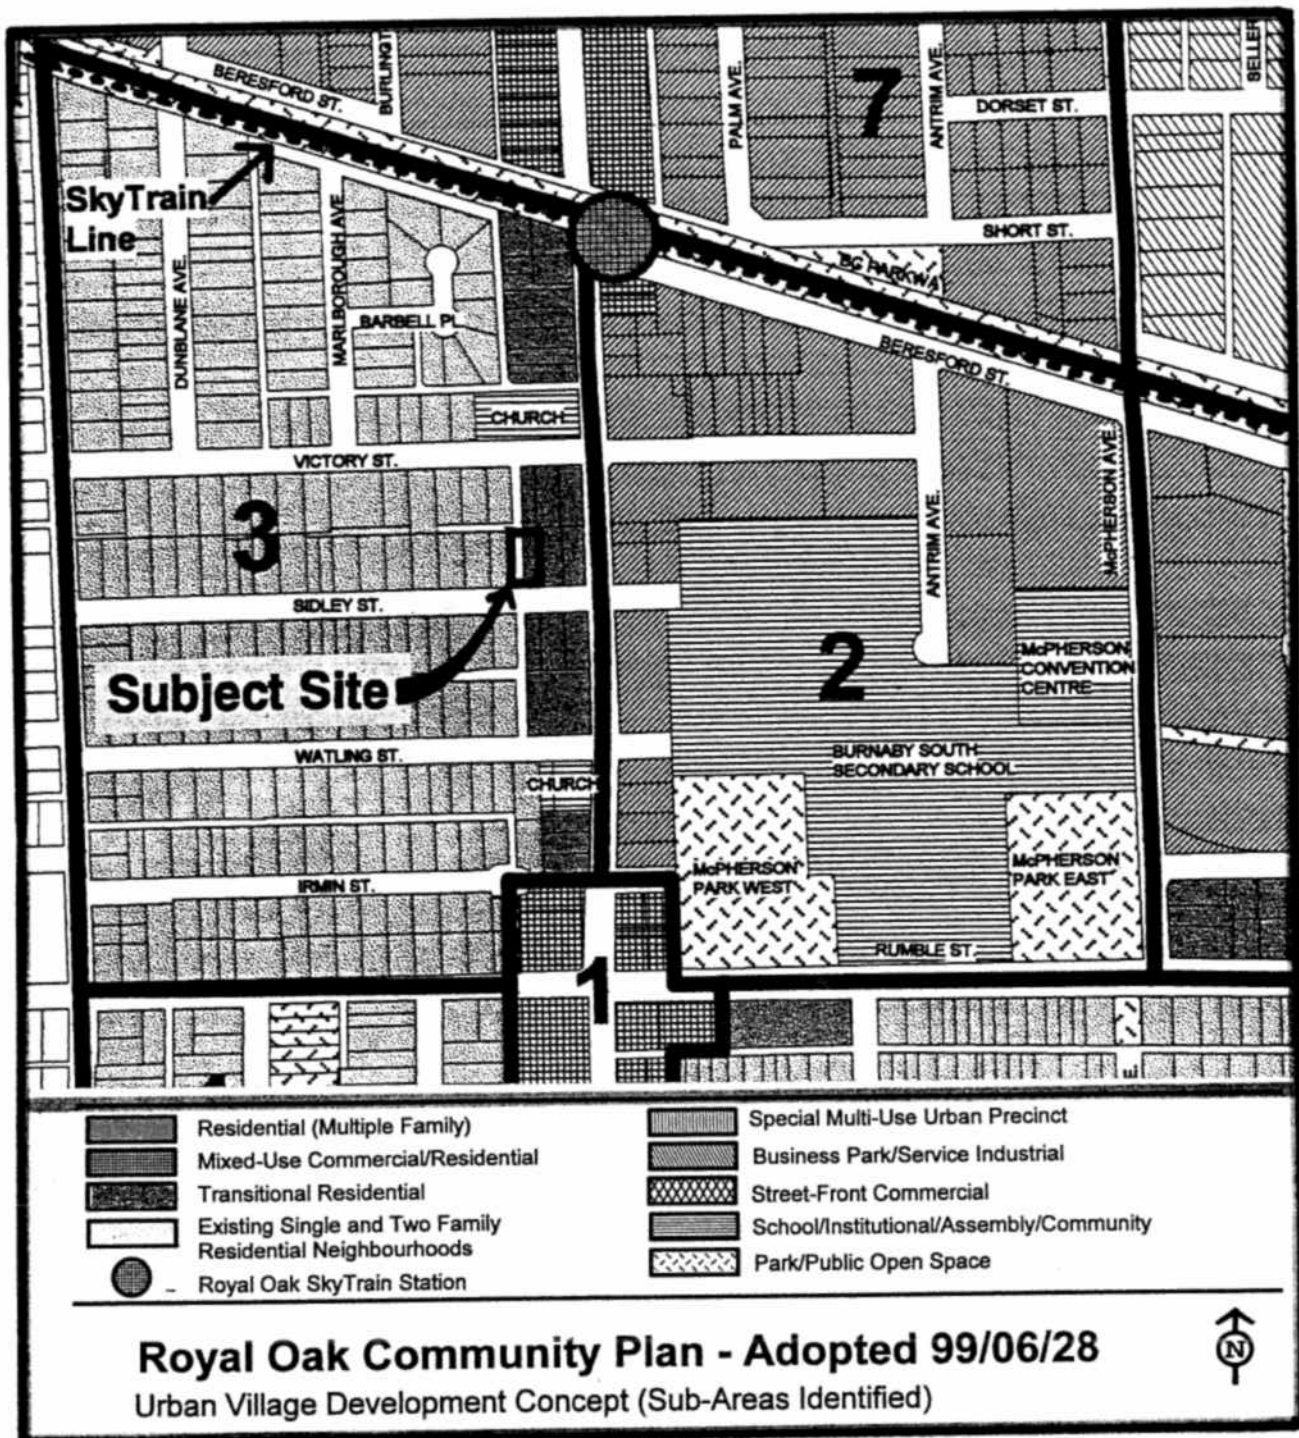 BERESFORD ST.
BURLINGT
PALM AVE.
7
ANTRIM AVE.
DORSET ST.
SELLER
SkyTrain
Line
DUNBLANE AVE.
MARLBOROUGH AVE.
BARBELL PL.
SHORT ST.
BC PARKWA
BERESFORD ST.
CHURCH
VICTORY ST.
3
ANTRIM AVE.
McPHERSON AVE.
SIDLEY ST.
Subject Site
2
McPHERSON
CONVENTION
CENTRE
WATLING ST.
BURNABY SOUTH
SECONDARY SCHOOL
CHURCH
McPHERSON
PARK WEST
McPHERSON
PARK EAST
IRMIN ST.
RUMBLE ST.
1
E
Residential (Multiple Family)
Mixed-Use Commercial/Residential
Transitional Residential
Existing Single and Two Family
Residential Neighbourhoods
Royal Oak SkyTrain Station
Special Multi-Use Urban Precinct
Business Park/Service Industrial
Street-Front Commercial
School/Institutional/Assembly/Community
Park/Public Open Space
Royal Oak Community Plan - Adopted 99/06/28
Urban Village Development Concept (Sub-Areas Identified)
N